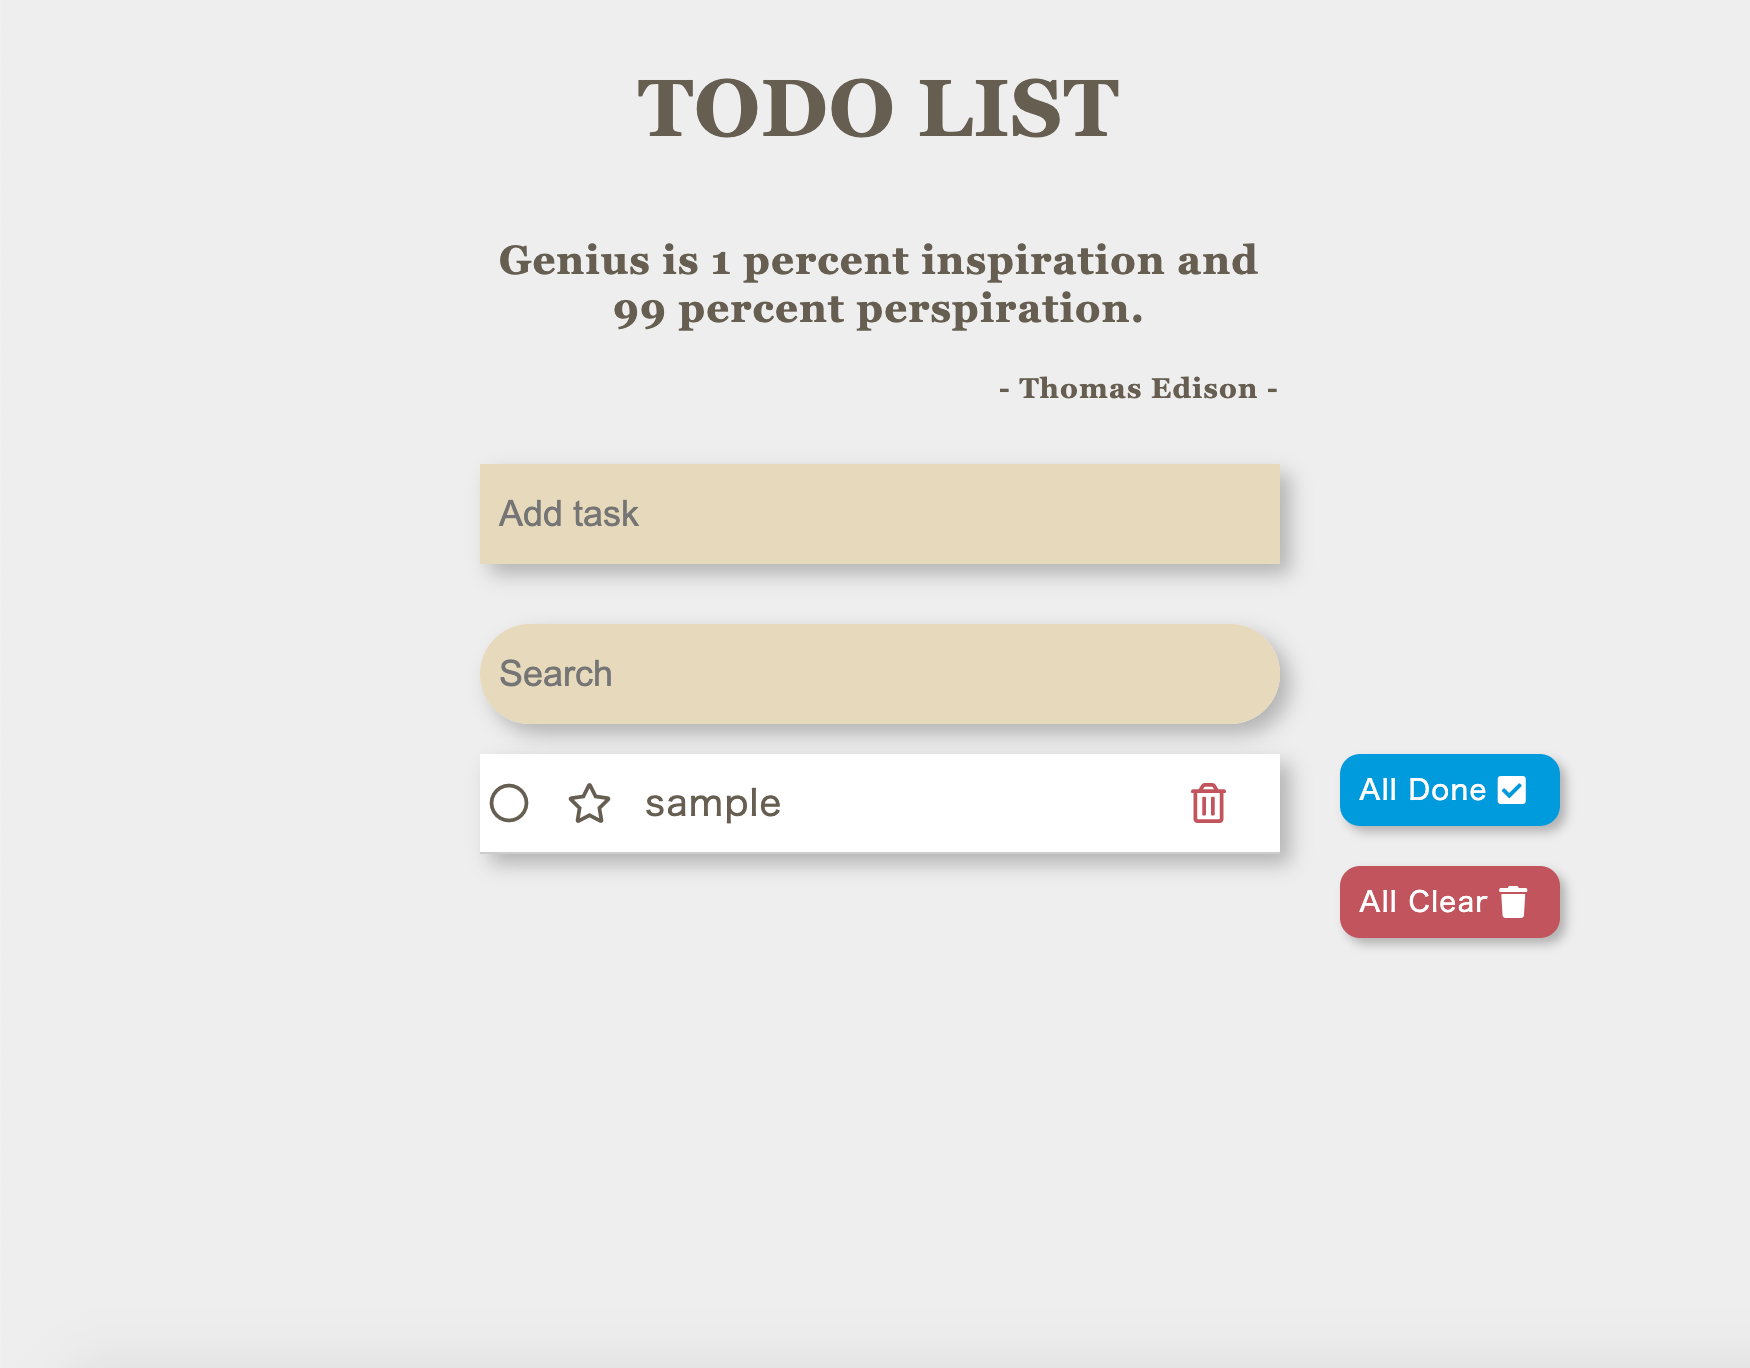 TODO LIST
Genius is 1 percent inspiration and
99 percent perspiration.
- Thomas Edison -
Add task
Search
sample
All Done
All Clear